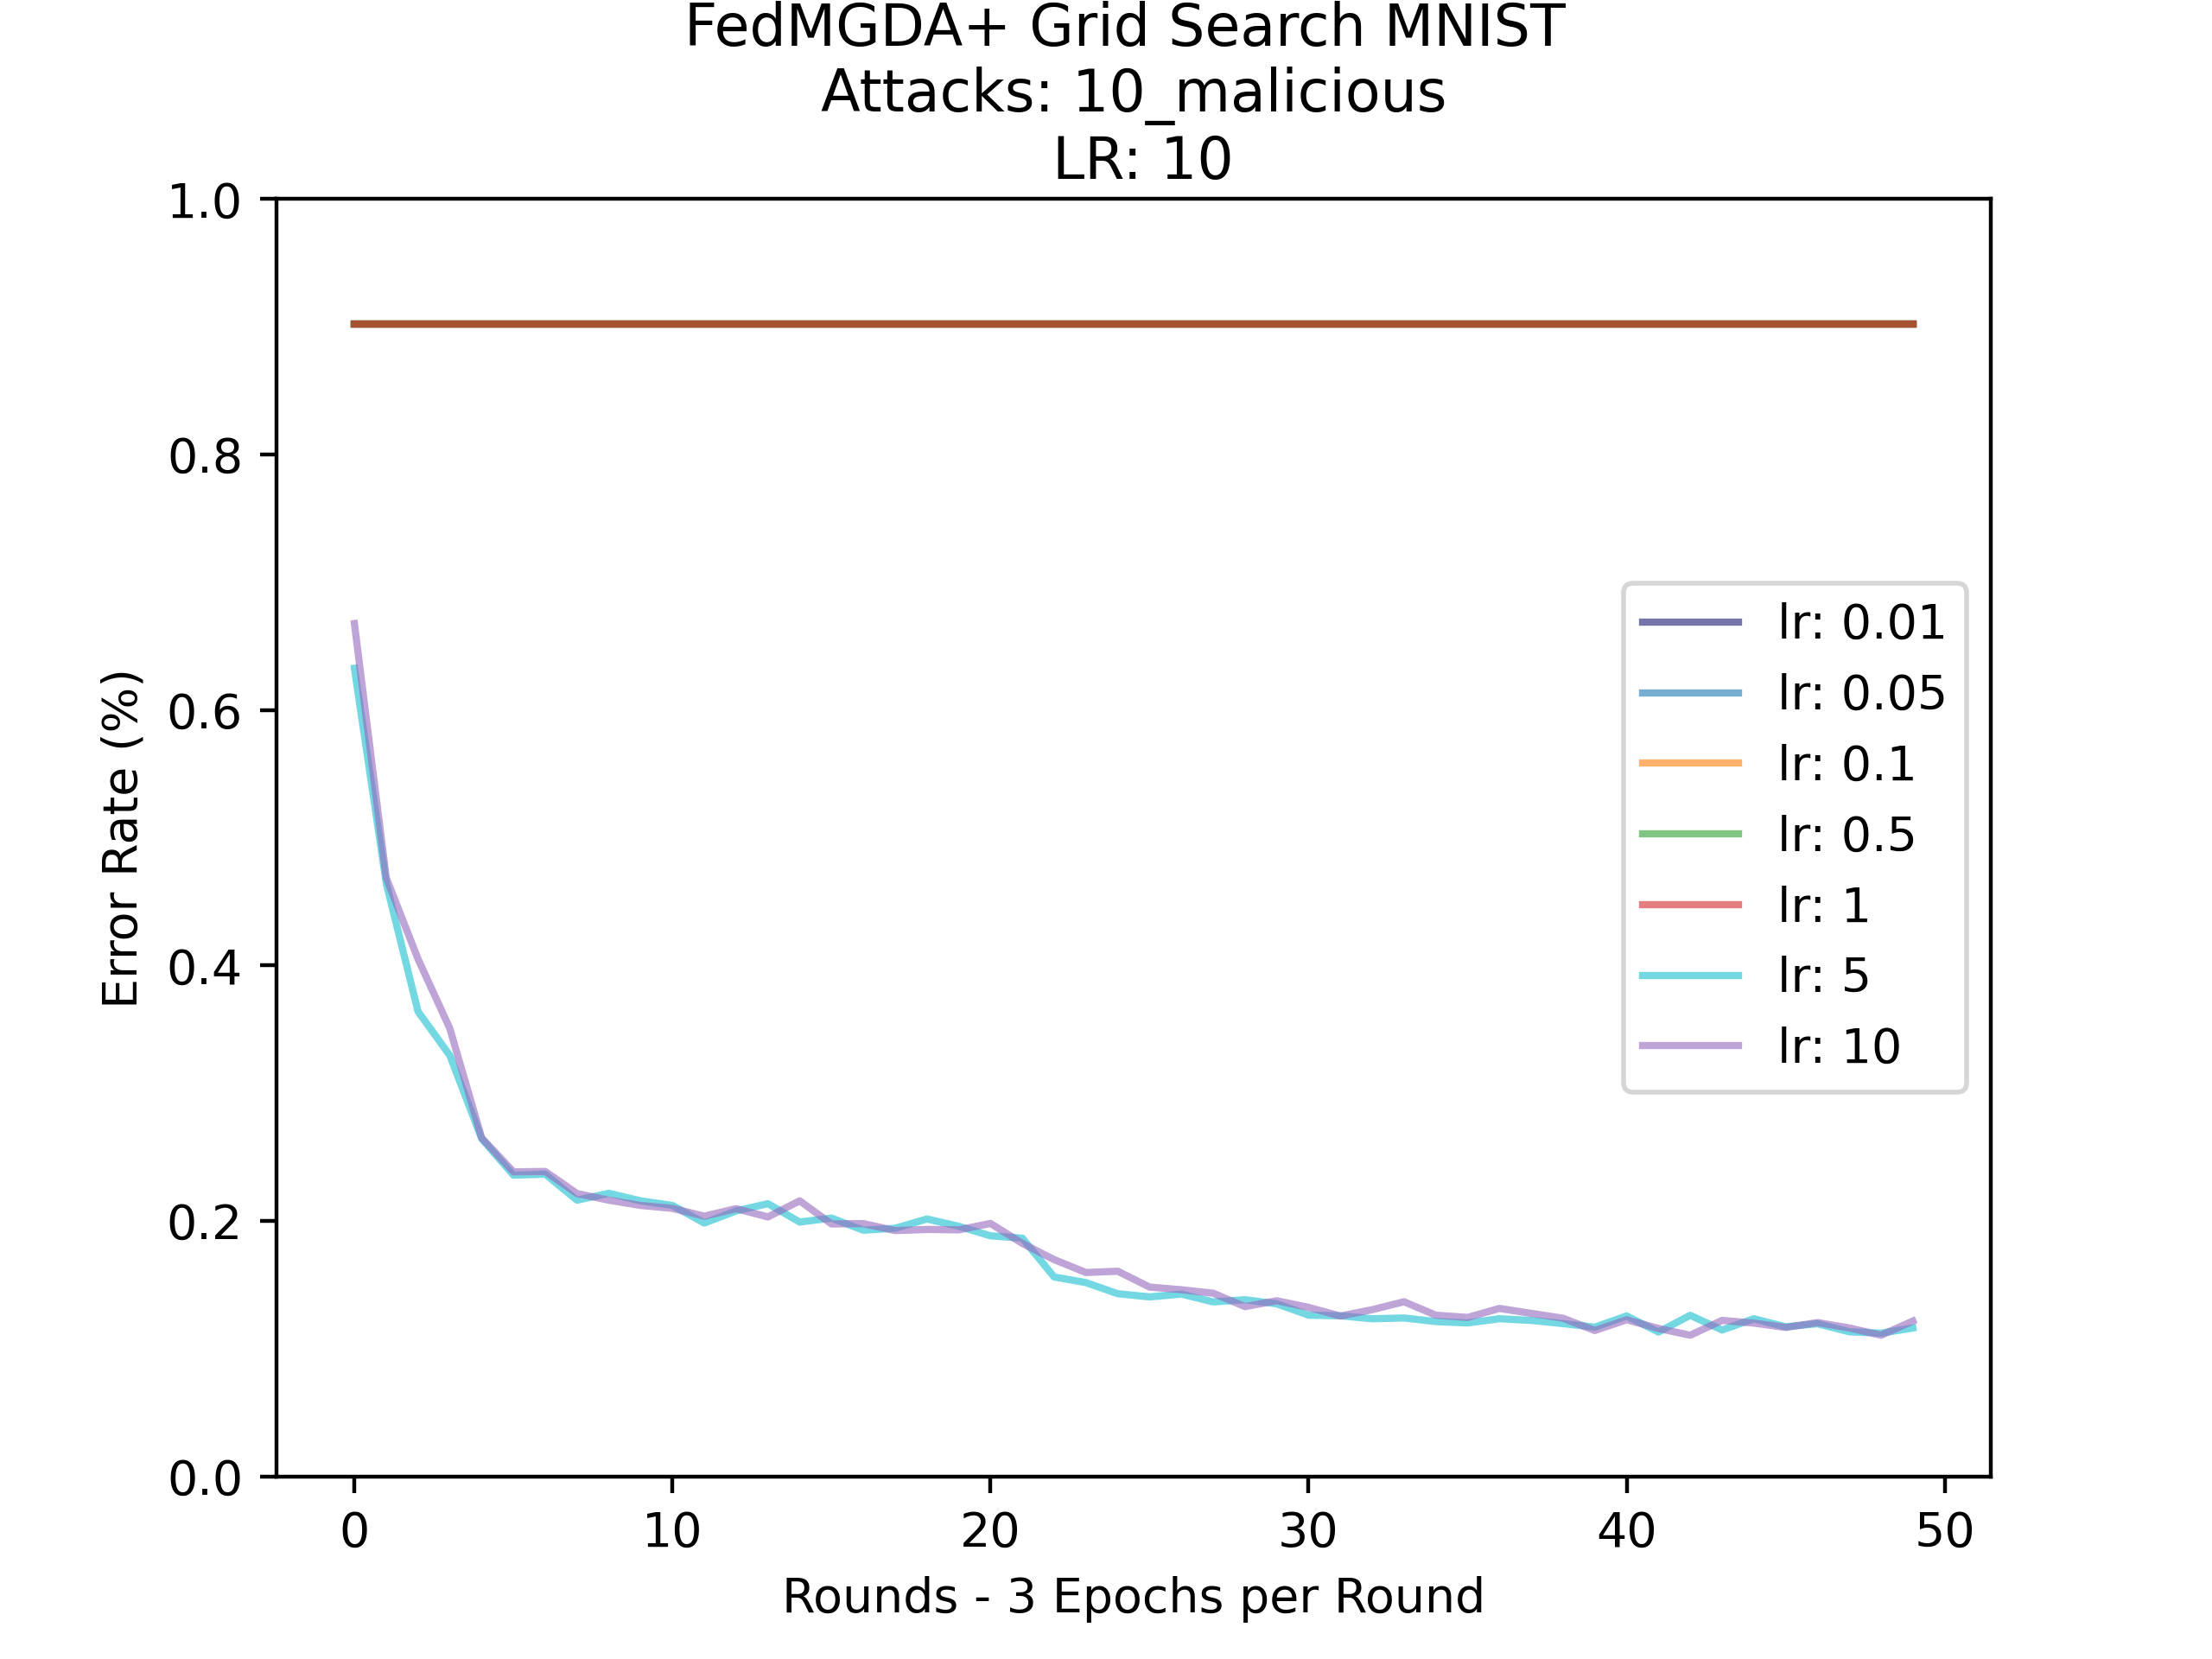 FedMGDA+ Grid Search MNIST
Attacks: 10_malicious
LR: 10
1.0
0.8
0.6
0.4
0.2
0.0
Error Rate (%)
lr: 0.01
lr: 0.05
lr: 0.1
lr: 0.5
lr: 1
lr: 5
lr: 10
0 10 20 30 40 50
Rounds - 3 Epochs per Round